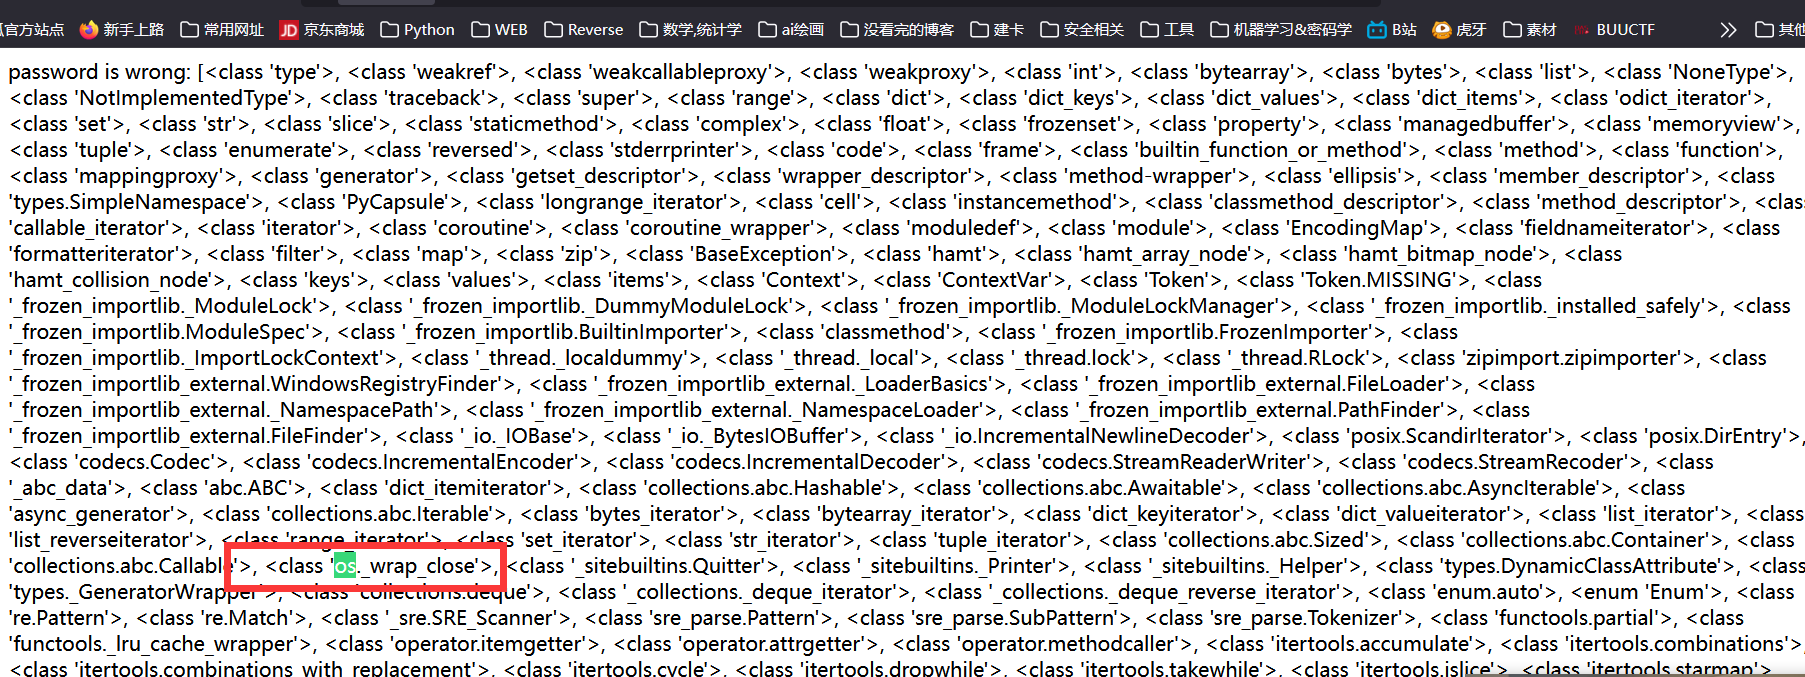 瓜官方站点 新手上路 常用网址 JD 京东商城 Python WEB Reverse 数学,统计学 ai绘画 没看完的博客 建卡 安全相关 工具 机器学习&密码学 B站 虎牙 素材 BUUCTF 其他
password is wrong: [<class 'type'>, <class 'weakref'>, <class 'weakcallableproxy'>, <class 'weakproxy'>, <class 'int'>, <class 'bytearray'>, <class 'bytes'>, <class 'list'>, <class 'NoneType'>,
<class 'NotImplementedType'>, <class 'traceback'>, <class 'super'>, <class 'range'>, <class 'dict'>, <class 'dict_keys'>, <class 'dict_values'>, <class 'dict_items'>, <class 'odict_iterator'>,
<class 'set'>, <class 'str'>, <class 'slice'>, <class 'staticmethod'>, <class 'complex'>, <class 'float'>, <class 'frozenset'>, <class 'property'>, <class 'managedbuffer'>, <class 'memoryview'>,
<class 'tuple'>, <class 'enumerate'>, <class 'reversed'>, <class 'stderrprinter'>, <class 'code'>, <class 'frame'>, <class 'builtin_function_or_method'>, <class 'method'>, <class 'function'>,
<class 'mappingproxy'>, <class 'generator'>, <class 'getset_descriptor'>, <class 'wrapper_descriptor'>, <class 'method-wrapper'>, <class 'ellipsis'>, <class 'member_descriptor'>, <class
'types.SimpleNamespace'>, <class 'PyCapsule'>, <class 'longrange_iterator'>, <class 'cell'>, <class 'instancemethod'>, <class 'classmethod_descriptor'>, <class 'method_descriptor'>, <class
'callable_iterator'>, <class 'iterator'>, <class 'coroutine'>, <class 'coroutine_wrapper'>, <class 'moduledef'>, <class 'module'>, <class 'EncodingMap'>, <class 'fieldnameiterator'>, <class
'formatteriterator'>, <class 'filter'>, <class 'map'>, <class 'zip'>, <class 'BaseException'>, <class 'hamt'>, <class 'hamt_array_node'>, <class 'hamt_bitmap_node'>, <class
'hamt_collision_node'>, <class 'keys'>, <class 'values'>, <class 'items'>, <class 'Context'>, <class 'ContextVar'>, <class 'Token'>, <class 'Token.MISSING'>, <class
'_frozen_importlib._ModuleLock'>, <class '_frozen_importlib._DummyModuleLock'>, <class '_frozen_importlib._ModuleLockManager'>, <class '_frozen_importlib._installed_safely'>, <class
'_frozen_importlib.ModuleSpec'>, <class '_frozen_importlib.BuiltinImporter'>, <class 'classmethod'>, <class '_frozen_importlib.FrozenImporter'>, <class
'_frozen_importlib._ImportLockContext'>, <class '_thread._localdummy'>, <class '_thread._local'>, <class '_thread.lock'>, <class '_thread.RLock'>, <class 'zipimport.zipimporter'>, <class
'_frozen_importlib_external.WindowsRegistryFinder'>, <class '_frozen_importlib_external._LoaderBasics'>, <class '_frozen_importlib_external.FileLoader'>, <class
'_frozen_importlib_external._NamespacePath'>, <class '_frozen_importlib_external._NamespaceLoader'>, <class '_frozen_importlib_external.PathFinder'>, <class
'_frozen_importlib_external.FileFinder'>, <class '_io._IOBase'>, <class '_io._BytesIOBuffer'>, <class '_io.IncrementalNewlineDecoder'>, <class 'posix.ScandirIterator'>, <class 'posix.DirEntry'>,
<class 'codecs.Codec'>, <class 'codecs.IncrementalEncoder'>, <class 'codecs.IncrementalDecoder'>, <class 'codecs.StreamReaderWriter'>, <class 'codecs.StreamRecoder'>, <class
'_abc_data'>, <class 'abc.ABC'>, <class 'dict_itemiterator'>, <class 'collections.abc.Hashable'>, <class 'collections.abc.Awaitable'>, <class 'collections.abc.AsyncIterable'>, <class
'async_generator'>, <class 'collections.abc.Iterable'>, <class 'bytes_iterator'>, <class 'bytearray_iterator'>, <class 'dict_keyiterator'>, <class 'dict_valueiterator'>, <class 'list_iterator'>, <class
'list_reverseiterator'>, <class 'range_iterator'>, <class 'set_iterator'>, <class 'str_iterator'>, <class 'tuple_iterator'>, <class 'collections.abc.Sized'>, <class 'collections.abc.Container'>, <class
'collections.abc.Callable'>, <class 'os._wrap_close'>, <class '_sitebuiltins.Quitter'>, <class '_sitebuiltins._Printer'>, <class '_sitebuiltins._Helper'>, <class 'types.DynamicClassAttribute'>, <class
'types._GeneratorWrapper'>, <class 'collections.deque'>, <class '_collections._deque_iterator'>, <class '_collections._deque_reverse_iterator'>, <class 'enum.auto'>, <enum 'Enum'>, <class
're.Pattern'>, <class 're.Match'>, <class '_sre.SRE_Scanner'>, <class 'sre_parse.Pattern'>, <class 'sre_parse.SubPattern'>, <class 'sre_parse.Tokenizer'>, <class 'functools.partial'>, <class
'functools._lru_cache_wrapper'>, <class 'operator.itemgetter'>, <class 'operator.attrgetter'>, <class 'operator.methodcaller'>, <class 'itertools.accumulate'>, <class 'itertools.combinations'>,
<class 'itertools.combinations_with_replacement'>, <class 'itertools.cycle'>, <class 'itertools.dropwhile'>, <class 'itertools.takewhile'>, <class 'itertools.islice'>, <class 'itertools.starmap'>